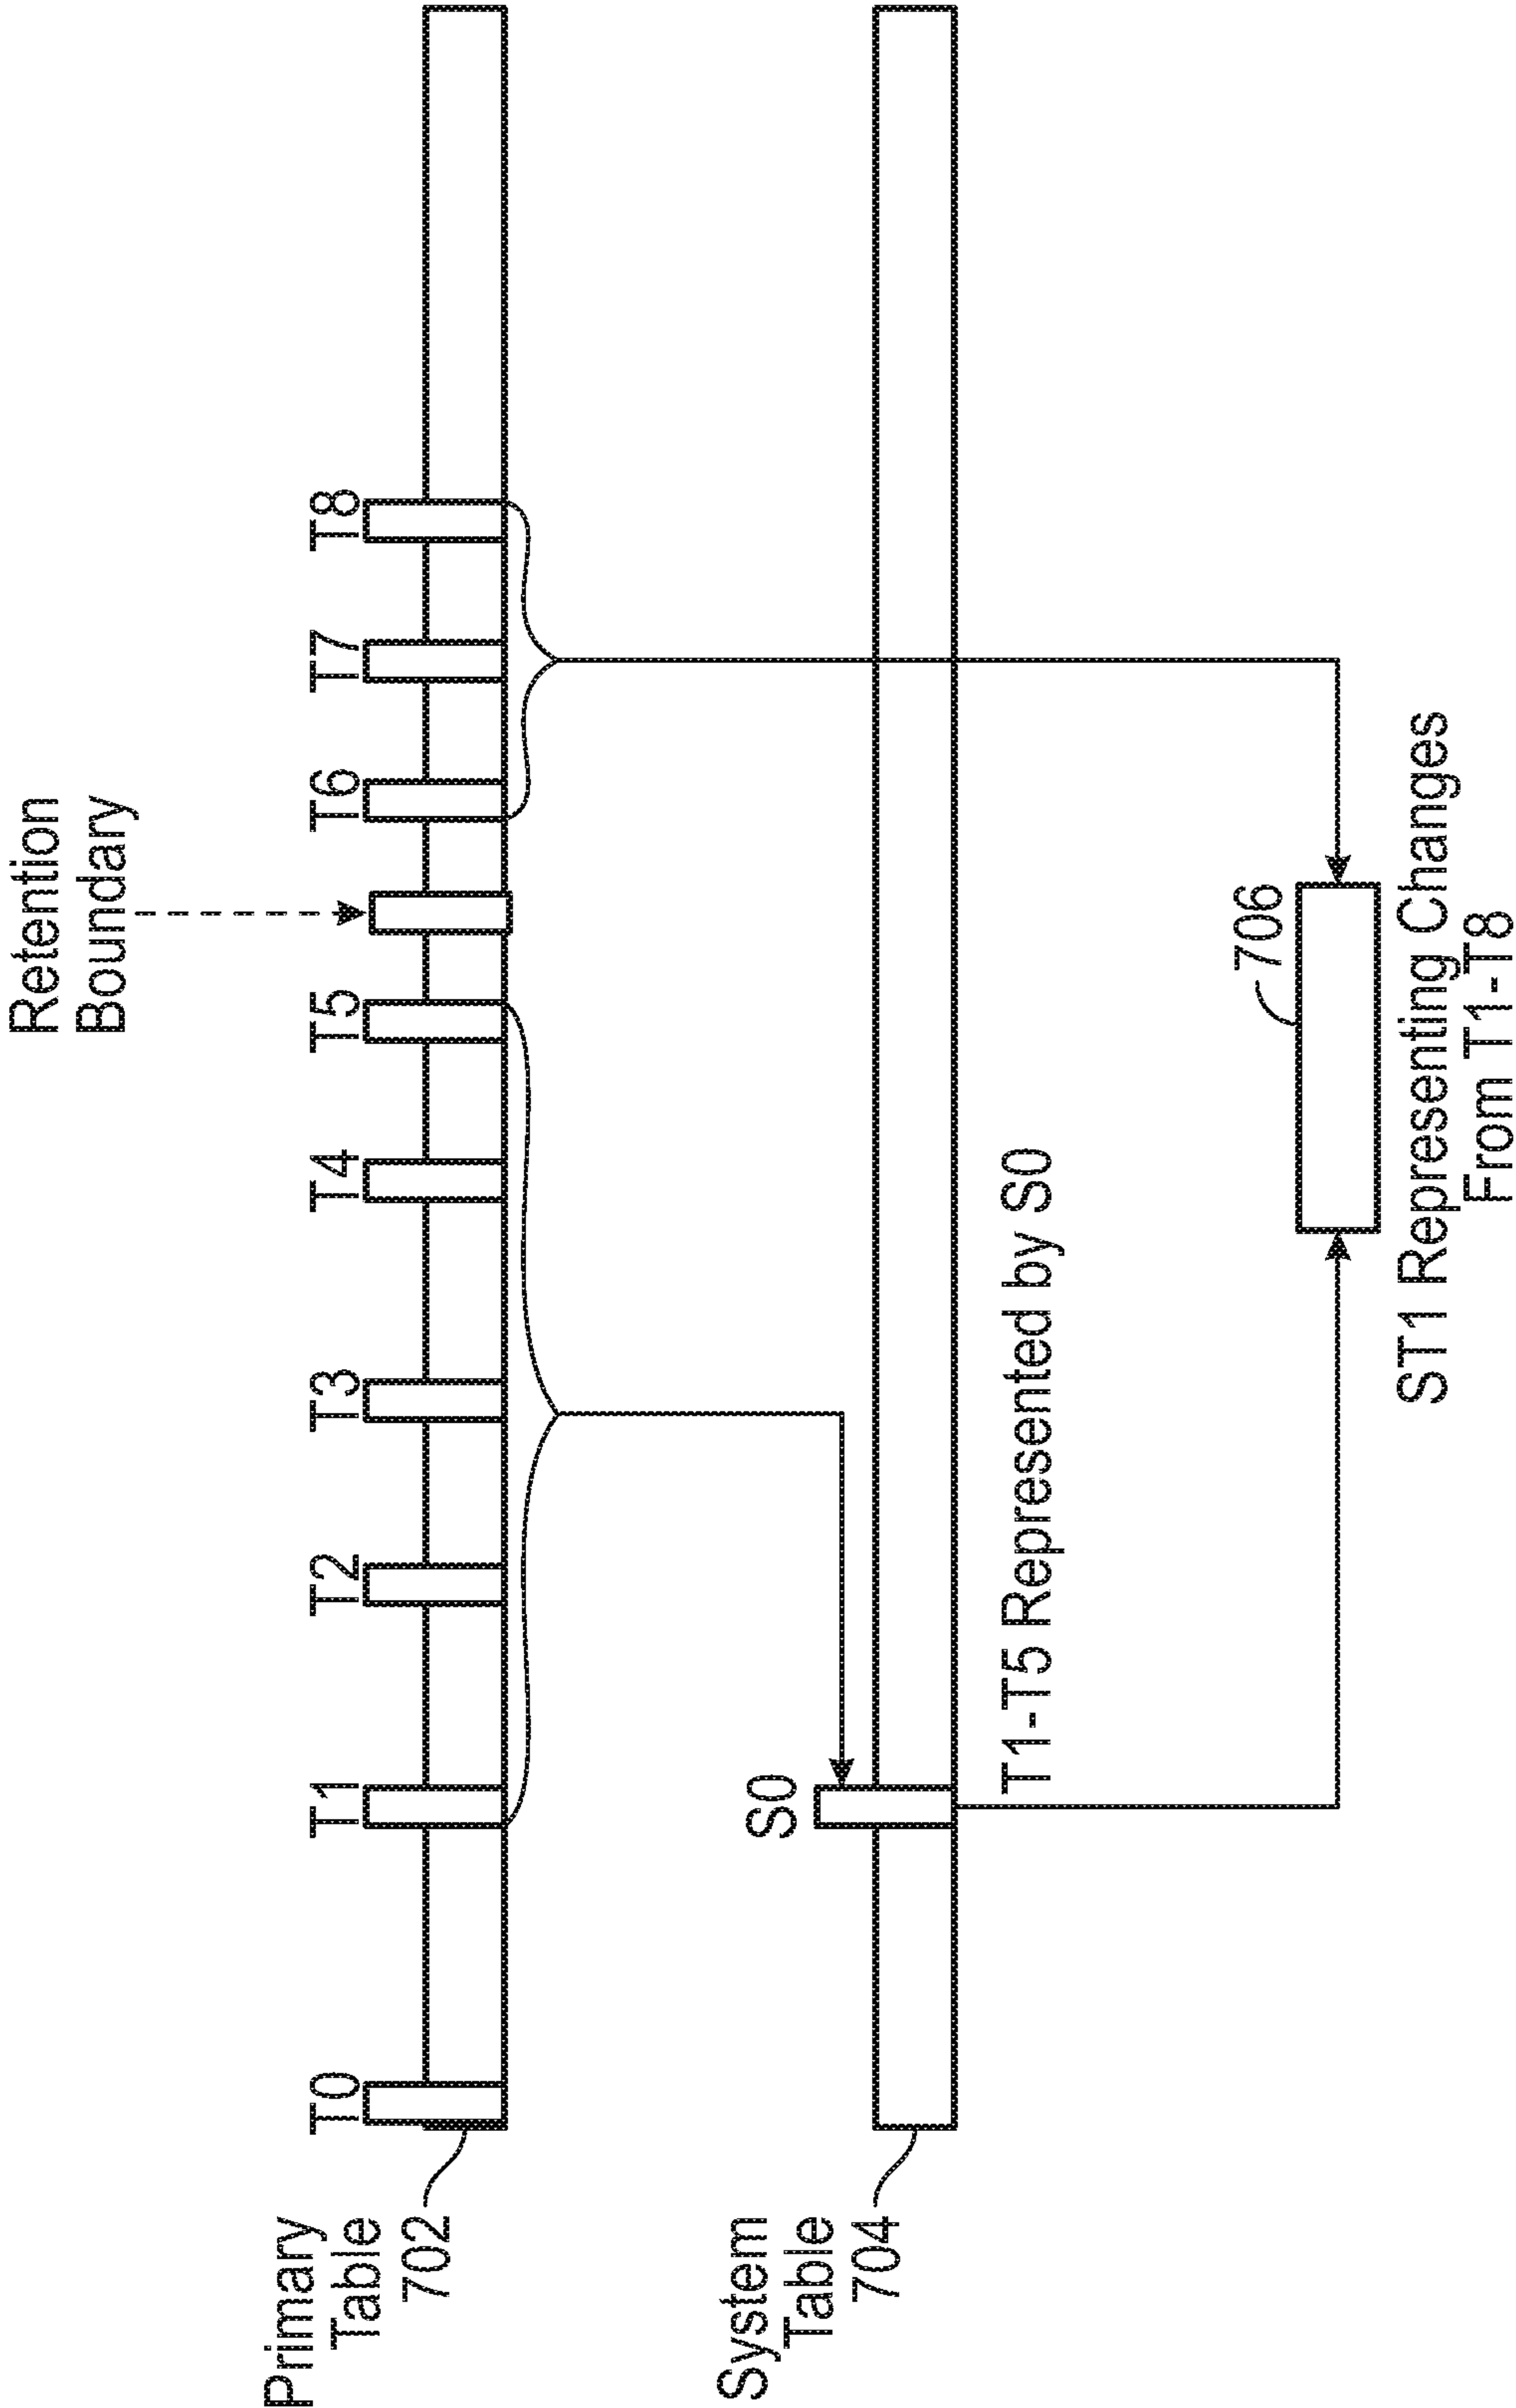 Retention
Boundary
T0
T1
T2
T3
T4
T5
T6
T7
T8
Primary
Table
702
S0
System
Table
704
T1-T5 Represented by S0
706
ST1 Representing Changes
From T1-T8